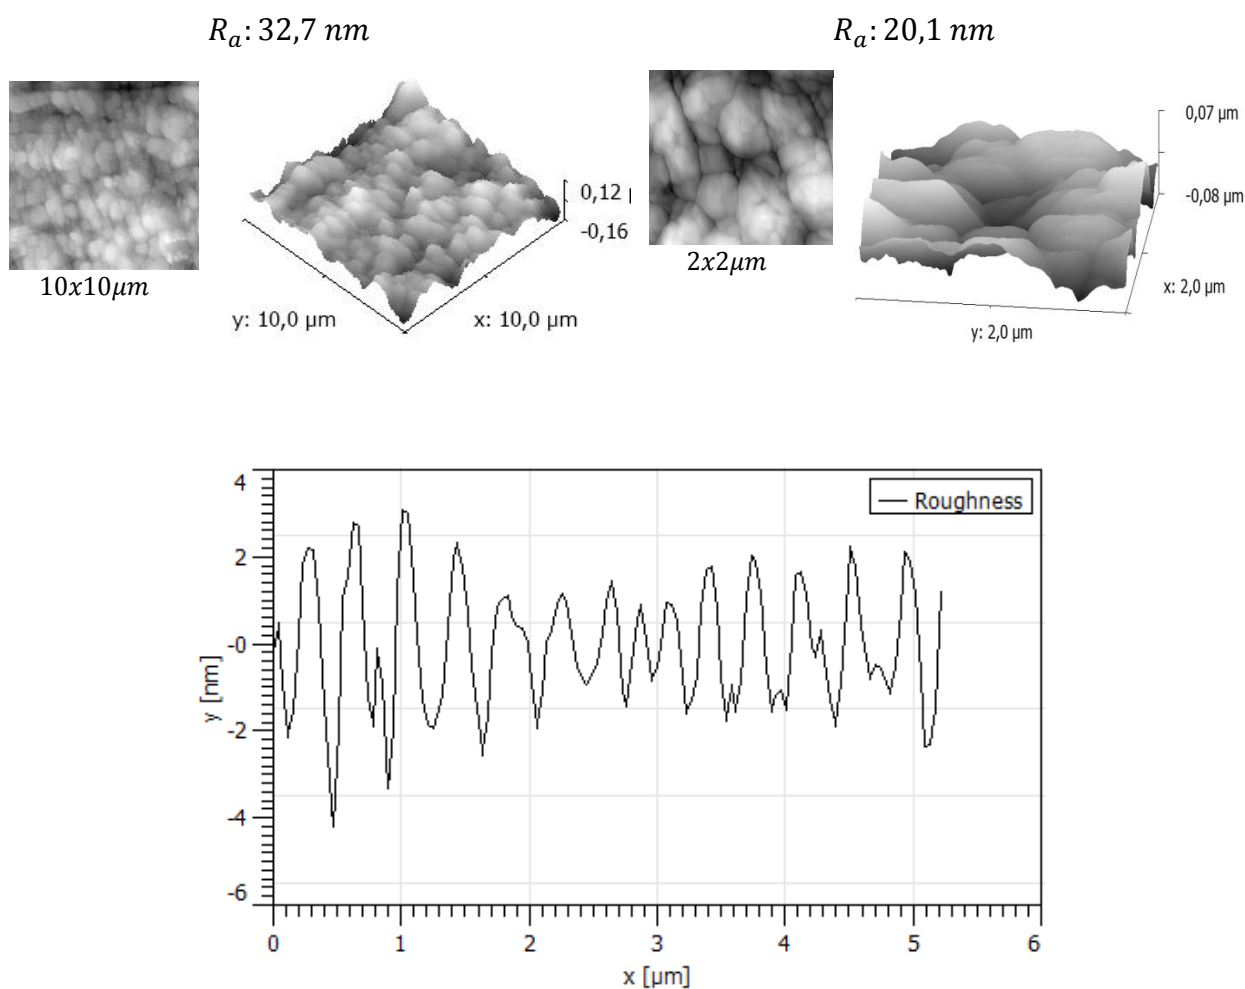 R_a: 32,7 nm
R_a: 20,1 nm
10x10μm
0,12
-0,16
y: 10,0 µm
x: 10,0 µm
2x2μm
0,07 µm
-0,08 µm
x: 2,0 µm
y: 2,0 µm
Roughness
y [nm]
4
2
-0
-2
-4
-6
0 1 2 3 4 5 6
x [µm]